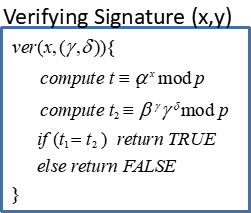 Verifying Signature (x,y)
ver(x,(γ,δ)){
compute t ≡ α^x mod p
compute t₂ ≡ β^γ γ^δ mod p
if (t₁= t₂ ) return TRUE
else return FALSE
}